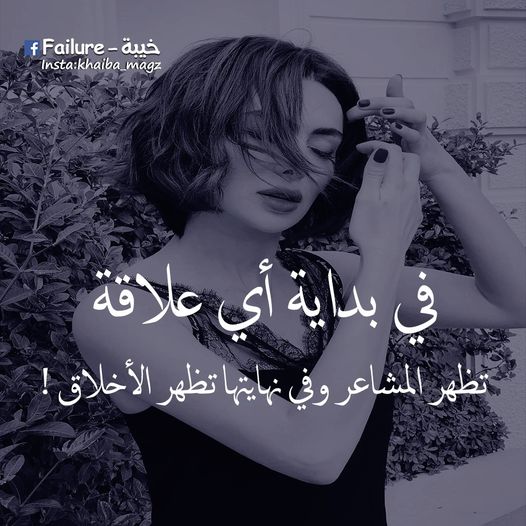 Failure - خيبة
Insta:khaiba_magz
في بداية أي علاقة
تظهر المشاعر وفي نهايتها تظهر الأخلاق !